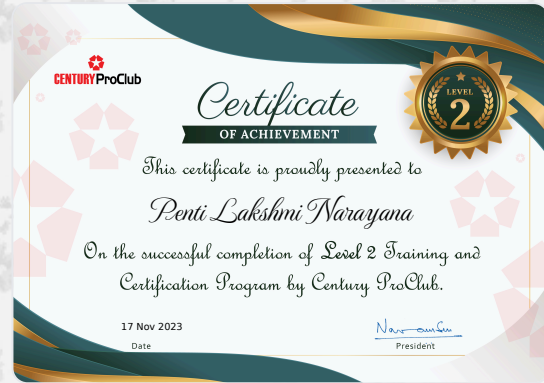 CENTURY ProClub
LEVEL
2
Certificate
OF ACHIEVEMENT
This certificate is proudly presented to
Penti Lakshmi Narayana
On the successful completion of Level 2 Training and
Certification Program by Century ProClub.
17 Nov 2023
Date
President